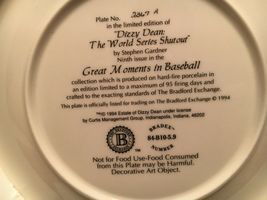 Plate No. 2867 A
in the limited edition of
"Dizzy Dean:
The World Series Shutout"
by Stephen Gardner
Ninth issue in the
Great Moments in Baseball
collection which is produced on hard-fire porcelain in
an edition limited to a maximum of 95 firing days and
crafted to the exacting standards of The Bradford Exchange.
This plate is officially listed for trading on The Bradford Exchange © 1994
™/© 1994 Estate of Dizzy Dean under license
by Curtis Management Group, Indianapolis, Indiana, 46202
B
BRADEX
84-B10-5.9
NUMBER
Not for Food Use-Food Consumed
from this Plate may be Harmful.
Decorative Art Object.